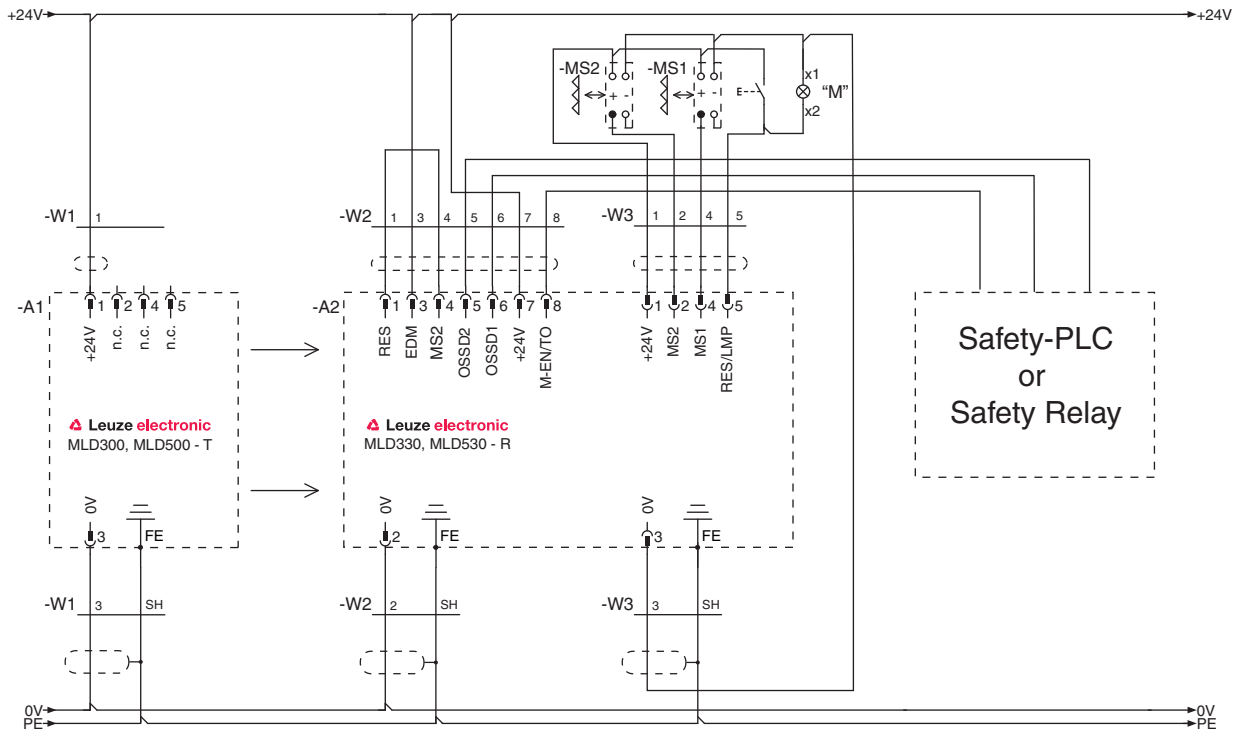 +24V +24V
-MS2 -MS1 x1
+ - + - E "M"
x2
-W1 1 -W2 1 3 4 5 6 7 8 -W3 1 2 4 5
-A1 1 2 4 5 -A2 1 3 4 5 6 7 8 1 2 4 5
+24V n.c. n.c. n.c. RES EDM MS2 OSSD2 OSSD1 +24V M-EN/TO +24V MS2 MS1 RES/LMP
Safety-PLC
or
Safety Relay
Leuze electronic
MLD300, MLD500 - T
Leuze electronic
MLD330, MLD530 - R
0V 0V 0V
3 FE 2 FE 3 FE
-W1 3 SH -W2 2 SH -W3 3 SH
0V 0V
PE PE